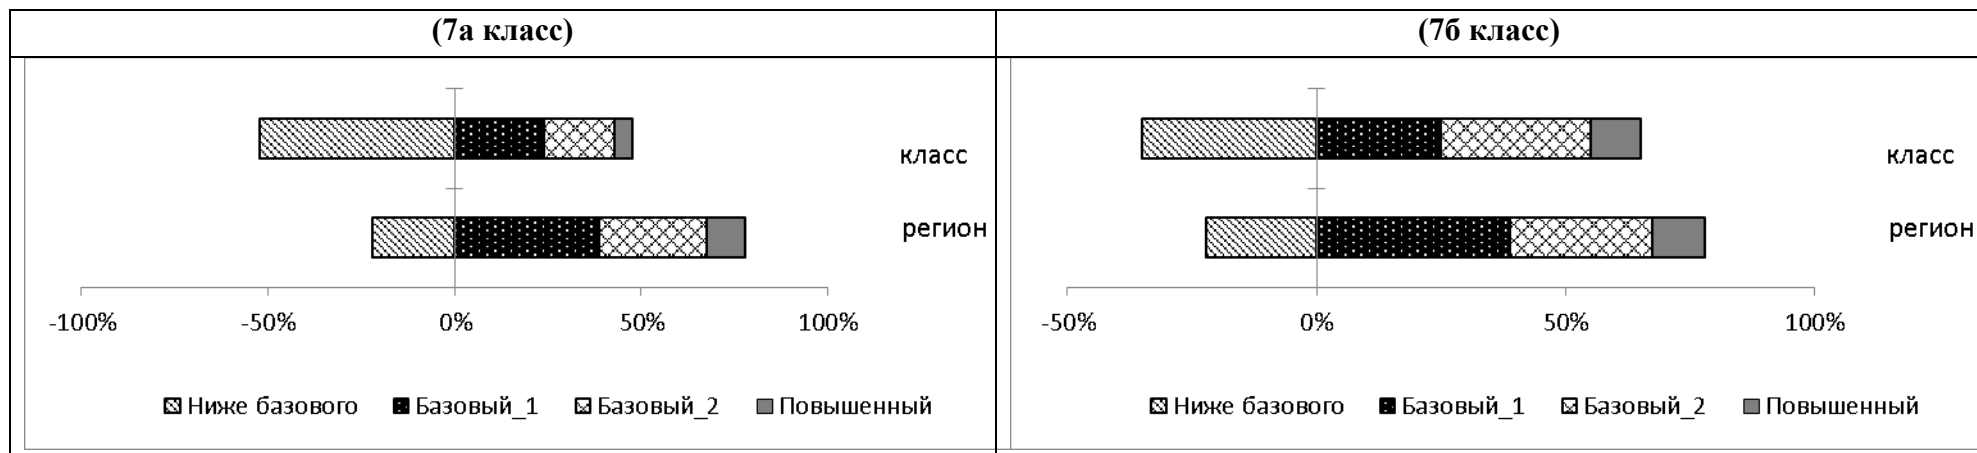 (7а класс)
класс
регион
-100% -50% 0% 50% 100%
Ниже базового Базовый_1 Базовый_2 Повышенный
(7б класс)
класс
регион
-50% 0% 50% 100%
Ниже базового Базовый_1 Базовый_2 Повышенный